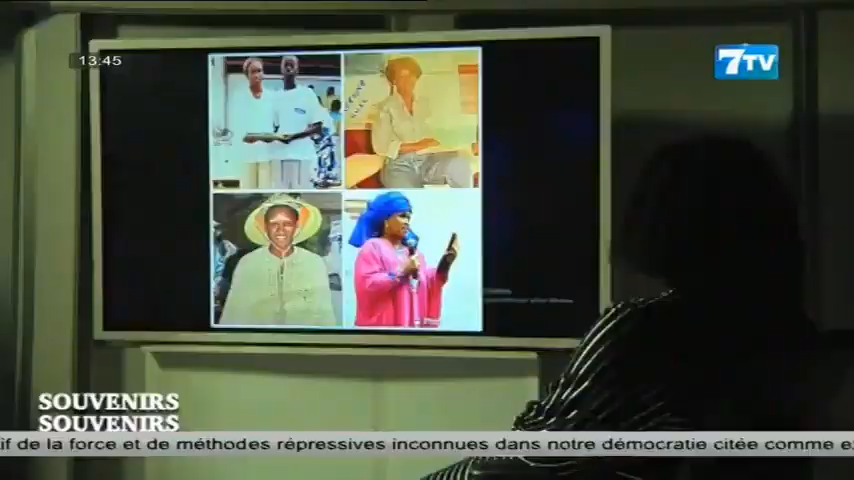 13:45
7TV
SOUVENIRS
SOUVENIRS
if de la force et de méthodes répressives inconnues dans notre démocratie citée comme e